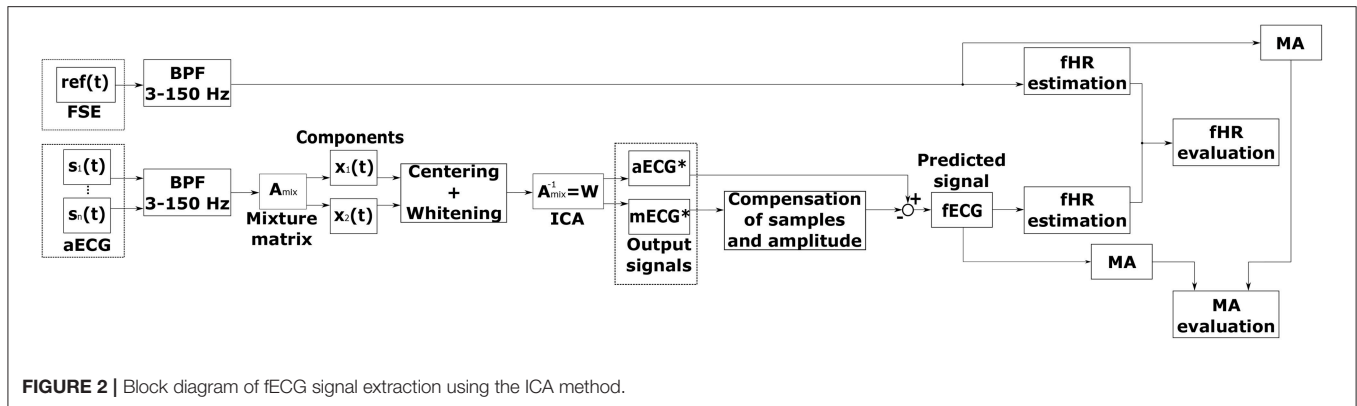 MA
fHR
estimation
ref(t)
FSE
BPF
3-150 Hz
fHR
evaluation
s₁(t)
⋮
sₙ(t)
aECG
BPF
3-150 Hz
Aₘᵢₓ
Mixture
matrix
Components
x₁(t)
x₂(t)
Centering
+
Whitening
A⁻¹ₘᵢₓ=W
ICA
aECG*
mECG*
Output
signals
Compensation
of samples
and amplitude
+
-
Predicted
signal
fECG
fHR
estimation
MA
MA
evaluation
FIGURE 2 | Block diagram of fECG signal extraction using the ICA method.